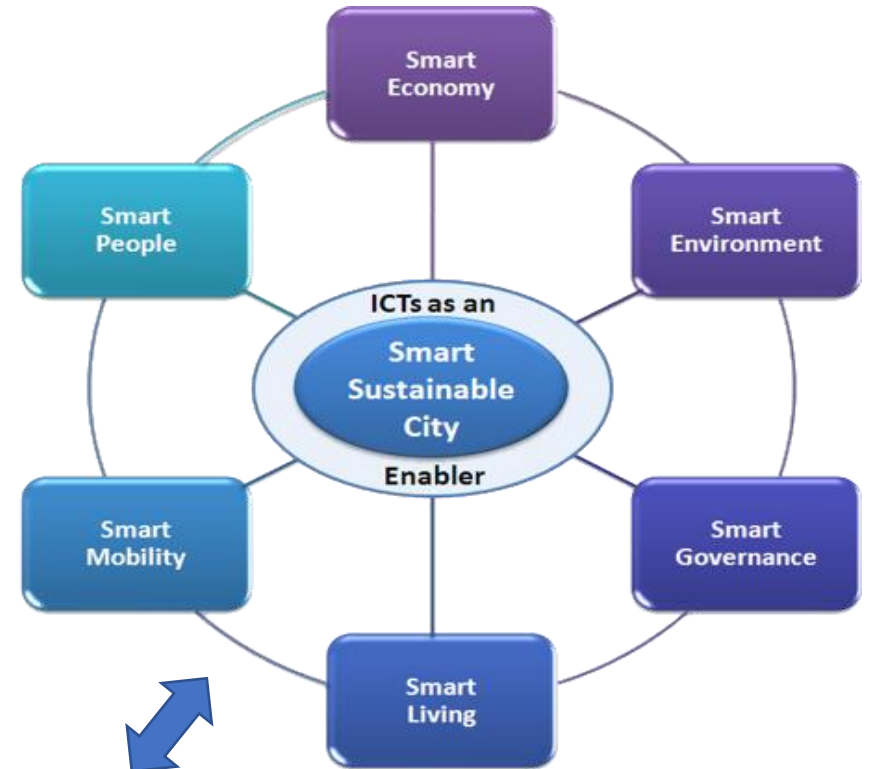 Smart
Economy
Smart
People
Smart
Environment
ICTs as an
Smart
Sustainable
City
Enabler
Smart
Mobility
Smart
Governance
Smart
Living